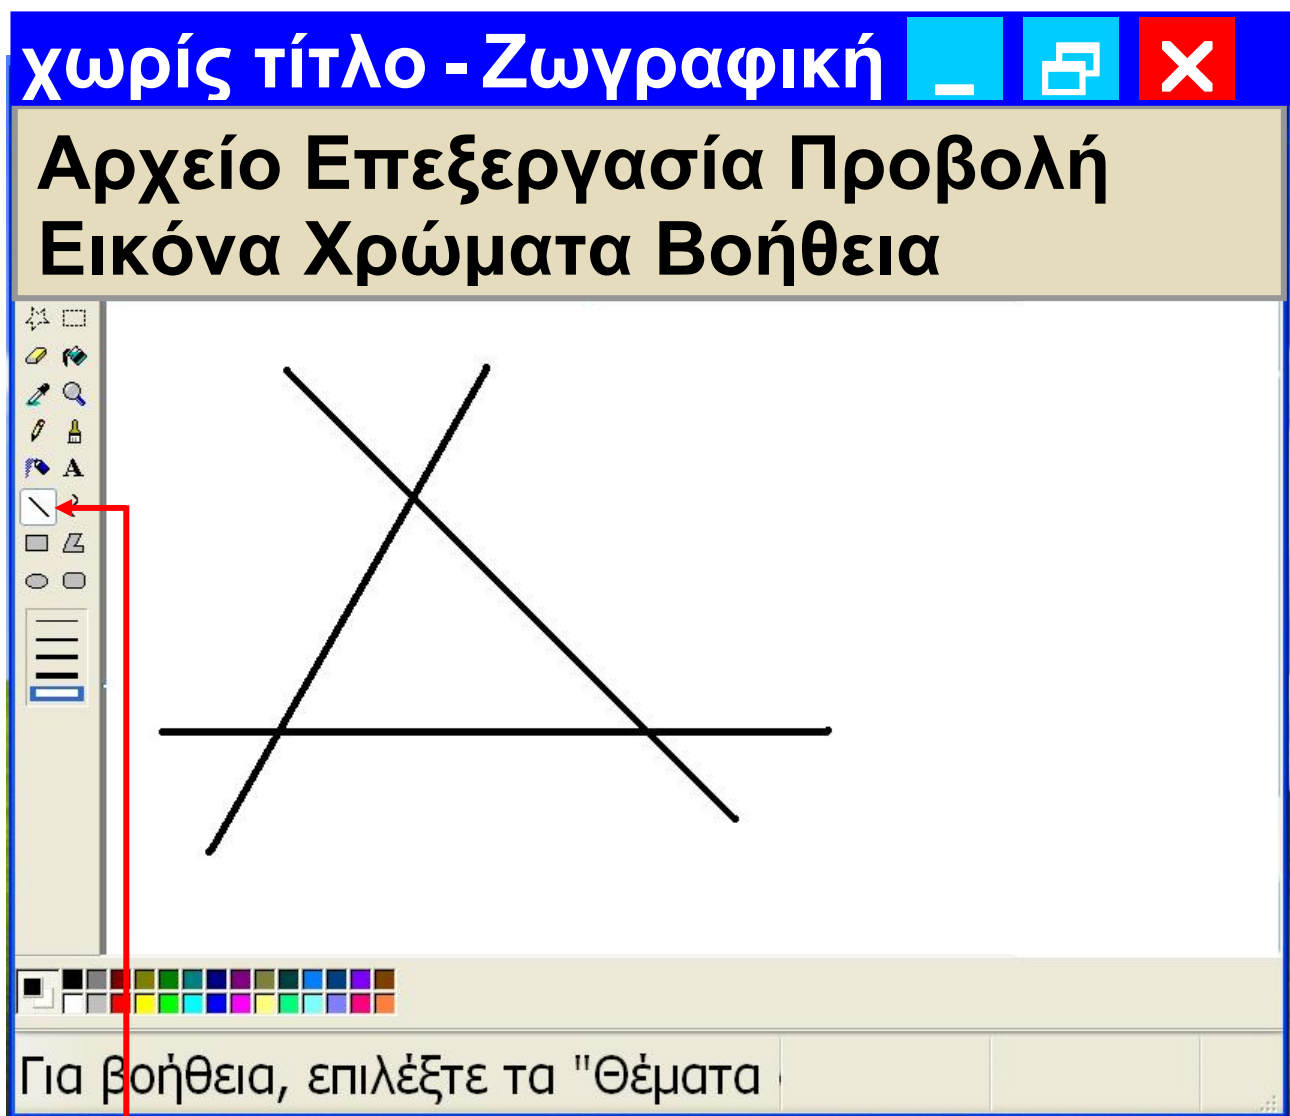 χωρίς τίτλο - Ζωγραφική
Αρχείο Επεξεργασία Προβολή
Εικόνα Χρώματα Βοήθεια
A
Για βοήθεια, επιλέξτε τα "Θέματα